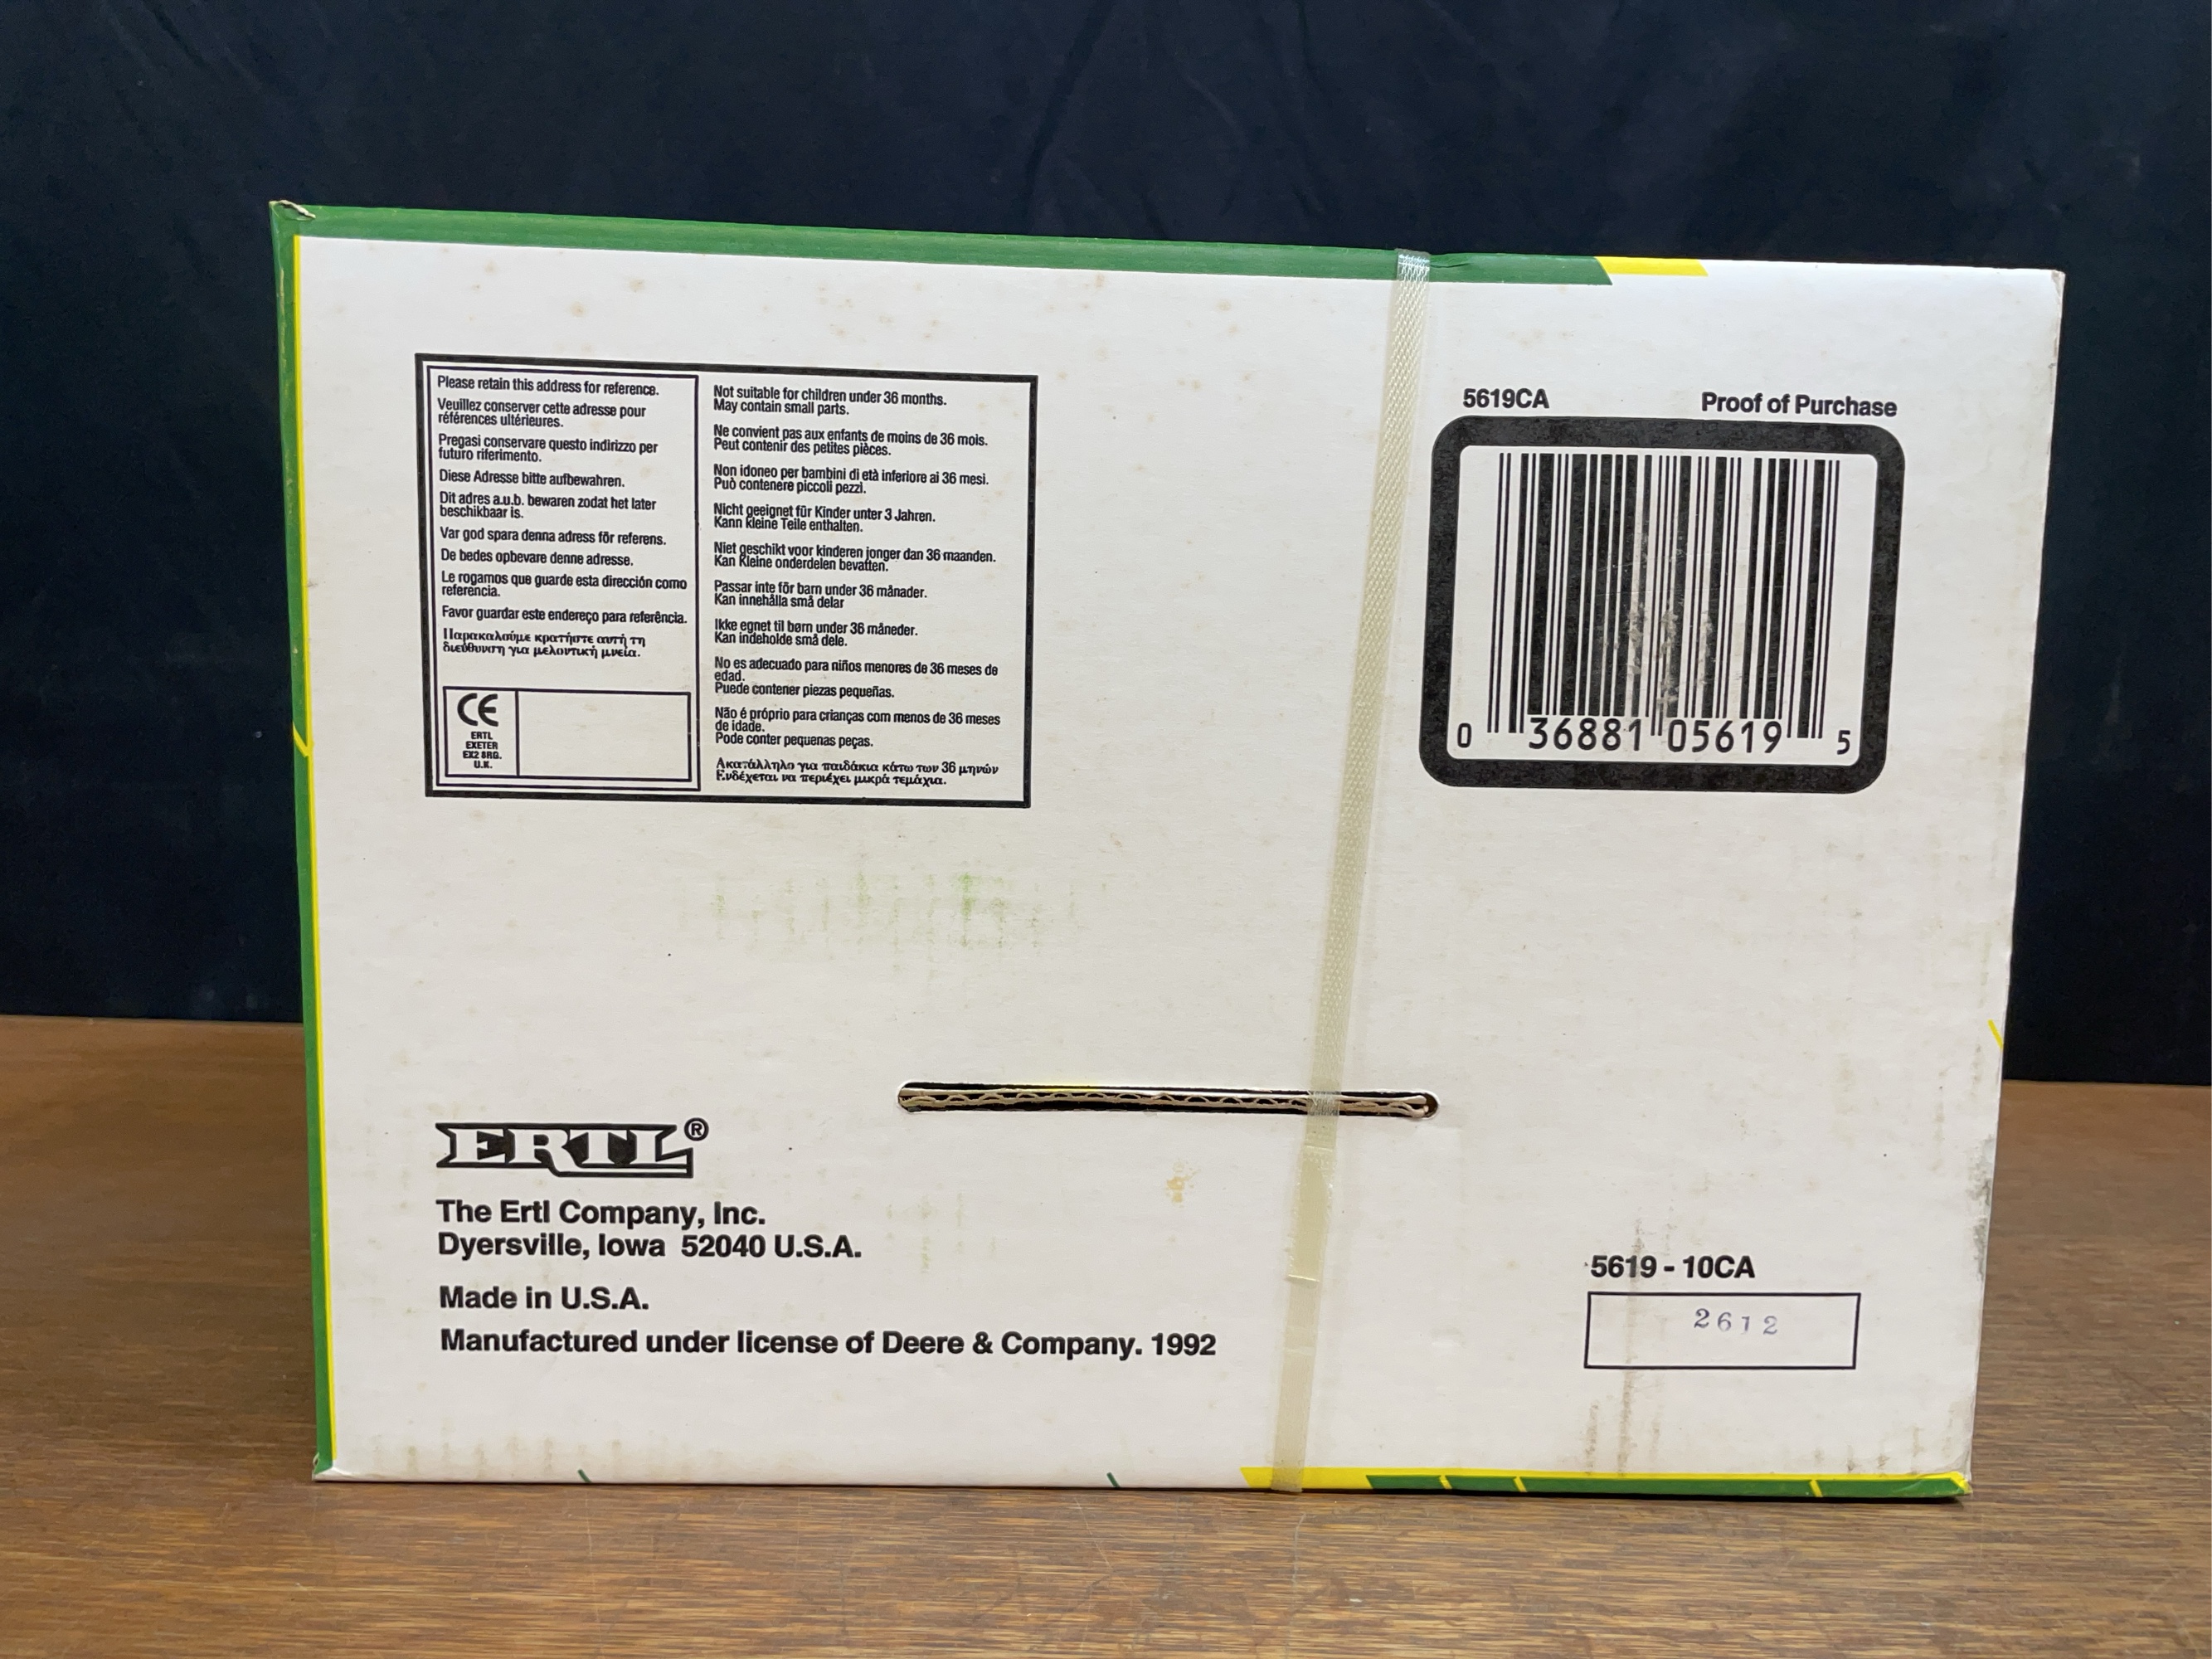 Please retain this address for reference.
Veuillez conserver cette adresse pour
références ultérieures.
Pregasi conservare questo indirizzo per
futuro riferimento.
Diese Adresse bitte aufbewahren.
Dit adres a.u.b. bewaren zodat het later
beschikbaar is.
Var god spara denna adress för referens.
De bedes opbevare denne adresse.
Le rogamos que guarde esta dirección como
referencia.
Favor guardar este endereço para referência.
Παρακαλούμε κρατήστε αυτή τη
διεύθυνση για μελοντική μνεία.
CE
ERTL
EXETER
EX2 8RG.
U.K.
Not suitable for children under 36 months.
May contain small parts.
Ne convient pas aux enfants de moins de 36 mois.
Peut contenir des petites pièces.
Non idoneo per bambini di età inferiore ai 36 mesi.
Può contenere piccoli pezzi.
Nicht geeignet für Kinder unter 3 Jahren.
Kann kleine Teile enthalten.
Niet geschikt voor kinderen jonger dan 36 maanden.
Kan Kleine onderdelen bevatten.
Passar inte för barn under 36 månader.
Kan innehålla små delar
Ikke egnet til børn under 36 måneder.
Kan indeholde små dele.
No es adecuado para niños menores de 36 meses de
edad.
Puede contener piezas pequeñas.
Não é próprio para crianças com menos de 36 meses
de idade.
Pode conter pequenas peças.
Ακατάλληλο για παιδάκια κάτω των 36 μηνών
Ενδέχεται να περιέχει μικρά τεμάχια.
5619CA Proof of Purchase
0 36881 05619 5
ERTL®
The Ertl Company, Inc.
Dyersville, Iowa 52040 U.S.A.
Made in U.S.A.
Manufactured under license of Deere & Company. 1992
5619 - 10CA
2612